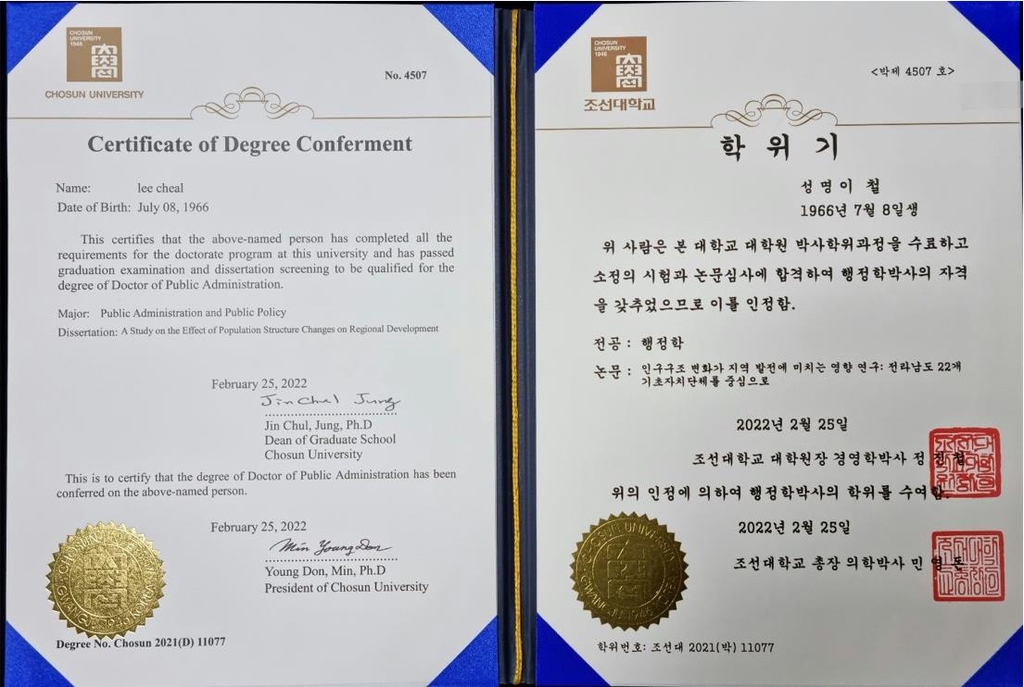 CHOSUN
UNIVERSITY
1946
CHOSUN UNIVERSITY
No. 4507
Certificate of Degree Conferment
Name: lee cheal
Date of Birth: July 08, 1966
This certifies that the above-named person has completed all the
requirements for the doctorate program at this university and has passed
graduation examination and dissertation screening to be qualified for the
degree of Doctor of Public Administration.
Major: Public Administration and Public Policy
Dissertation: A Study on the Effect of Population Structure Changes on Regional Development
February 25, 2022
Jin Chul Jung
Jin Chul, Jung, Ph.D
Dean of Graduate School
Chosun University
This is to certify that the degree of Doctor of Public Administration has been
conferred on the above-named person.
February 25, 2022
Min Young Don
Young Don, Min, Ph.D
President of Chosun University
Degree No. Chosun 2021(D) 11077
CHOSUN
UNIVERSITY
1946
조선대학교
<박제 4507 호>
학 위 기
성 명 이 철
1966년 7월 8일생
위 사람은 본 대학교 대학원 박사학위과정을 수료하고
소정의 시험과 논문심사에 합격하여 행정학박사의 자격
을 갖추었으므로 이를 인정함.
전공 : 행정학
논문 : 인구구조 변화가 지역 발전에 미치는 영향 연구: 전라남도 22개
기초자치단체를 중심으로
2022년 2월 25일
조선대학교 대학원장 경영학박사 정 진 철
위의 인정에 의하여 행정학박사의 학위를 수여함.
2022년 2월 25일
조선대학교 총장 의학박사 민 영 돈
학위번호: 조선대 2021(박) 11077